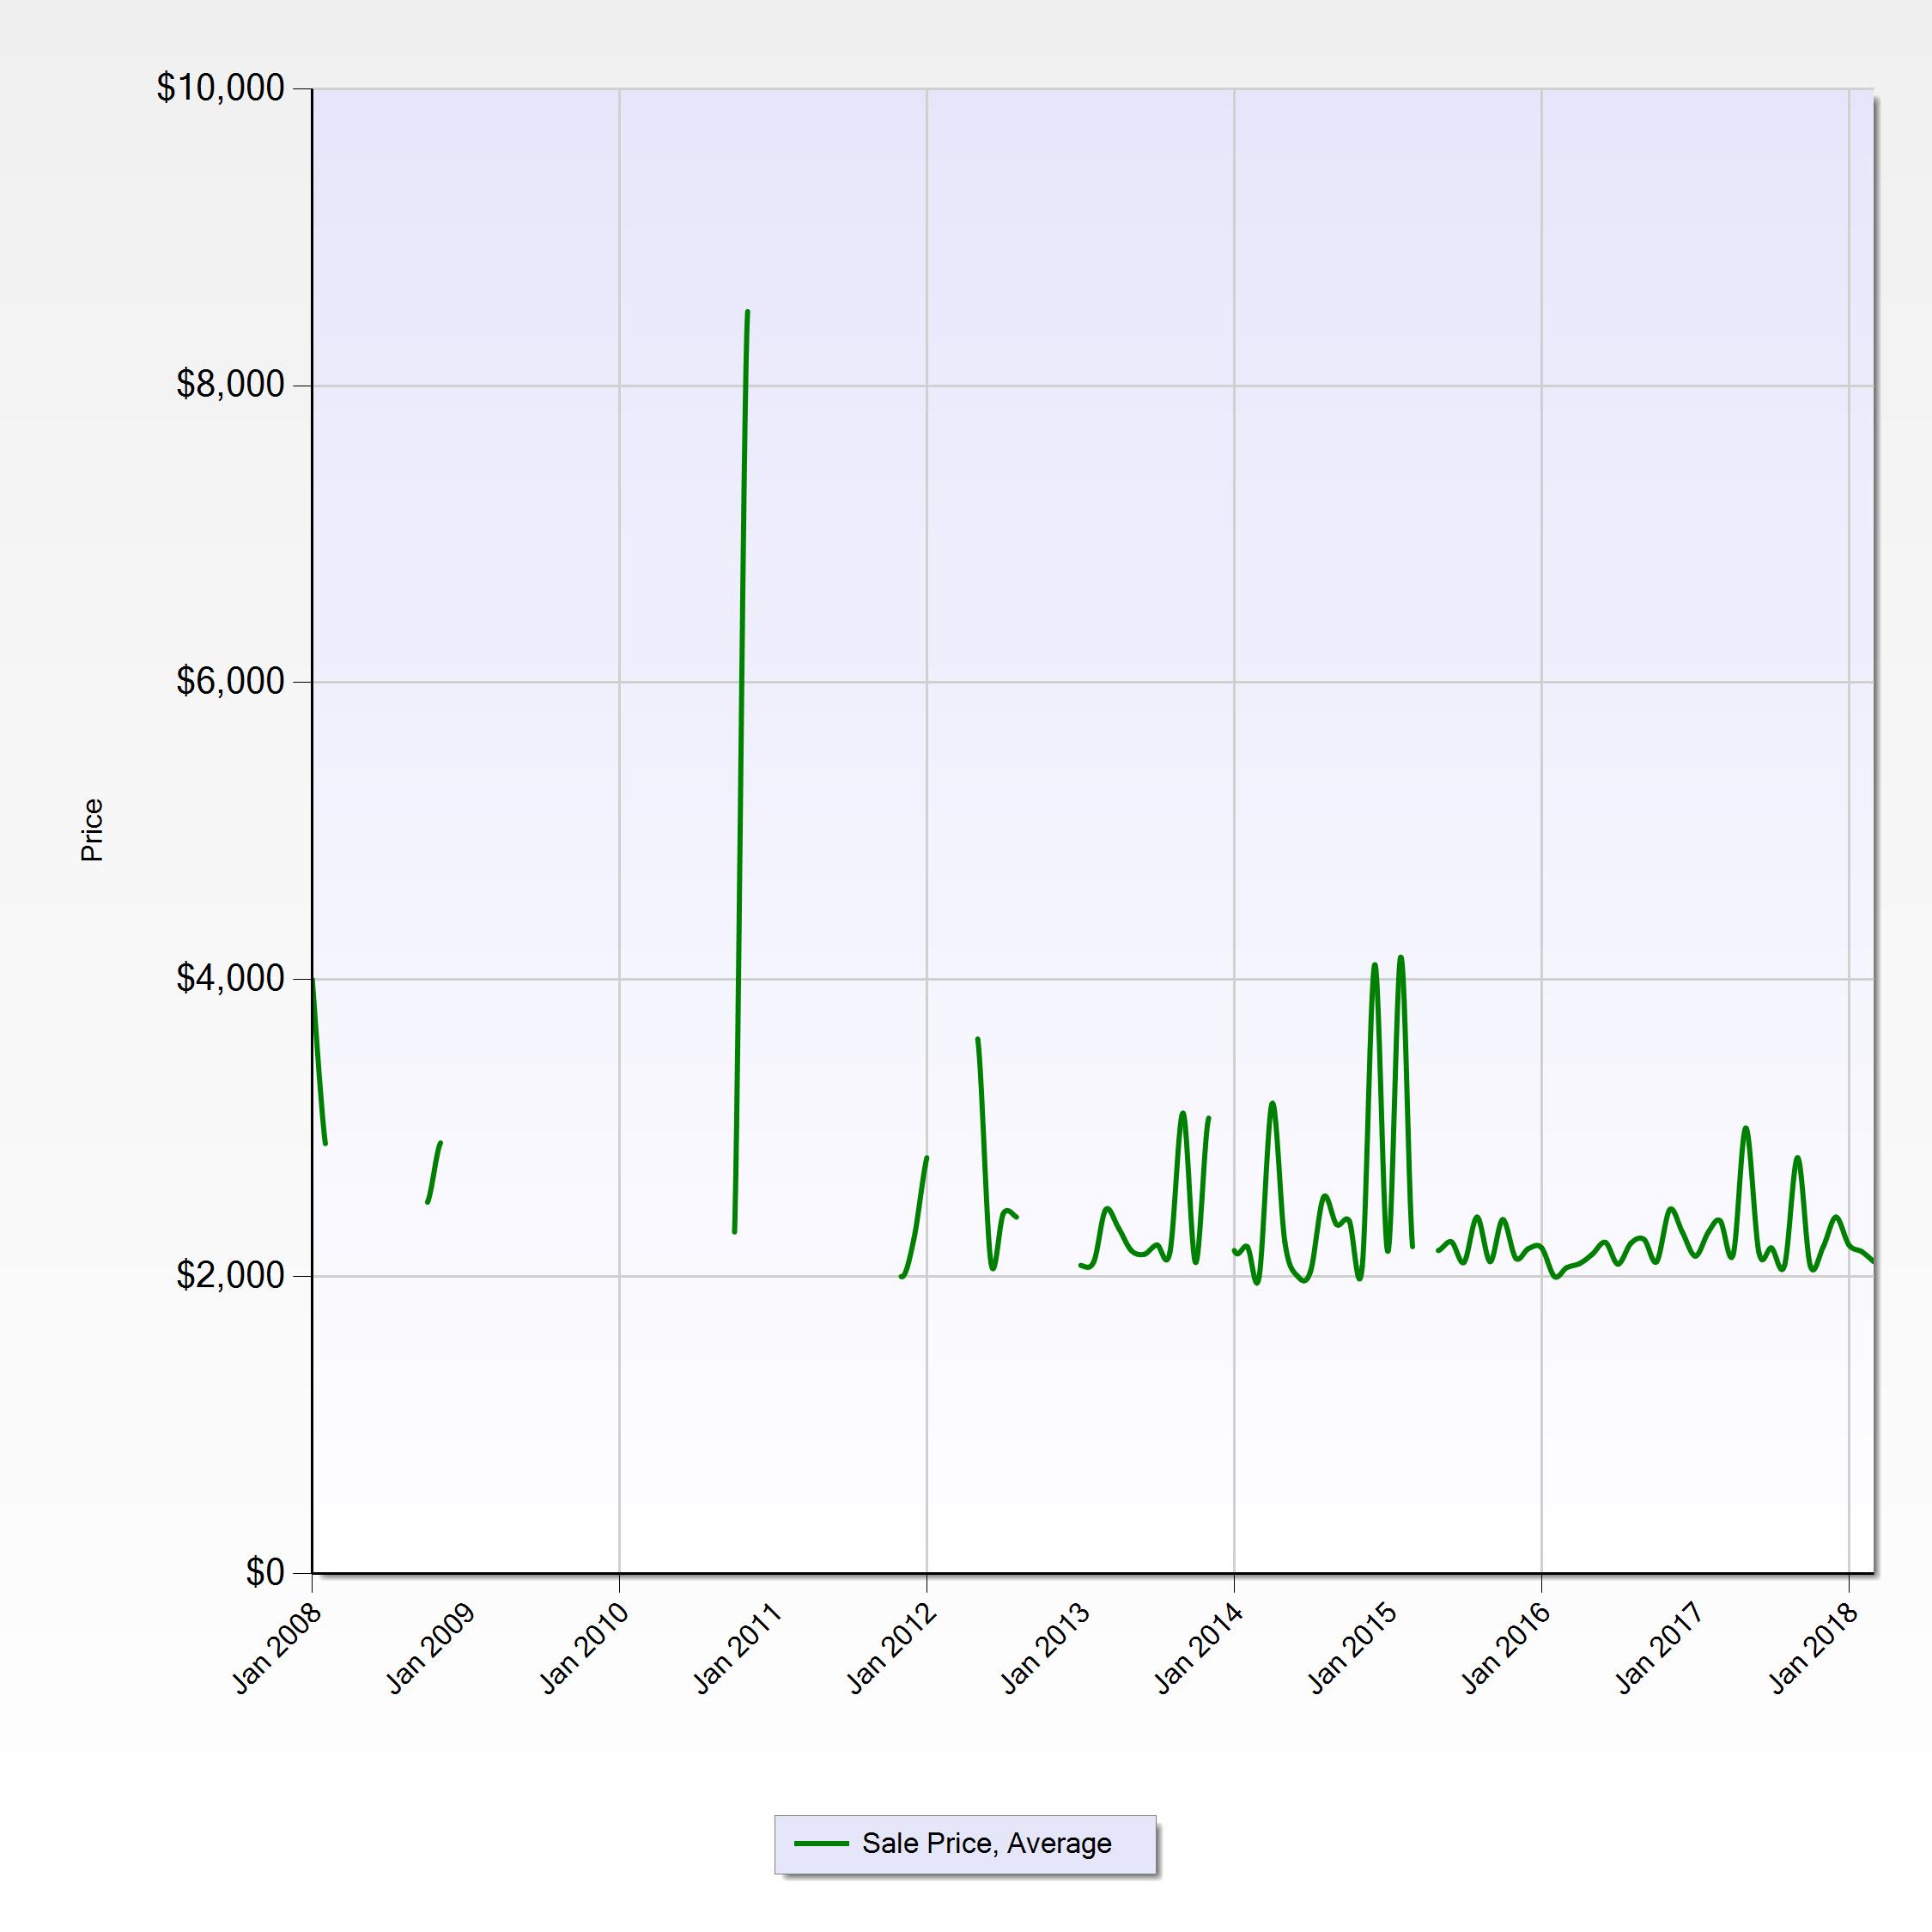 $10,000
$8,000
$6,000
$4,000
$2,000
$0
Price
Jan 2008
Jan 2009
Jan 2010
Jan 2011
Jan 2012
Jan 2013
Jan 2014
Jan 2015
Jan 2016
Jan 2017
Jan 2018
Sale Price, Average